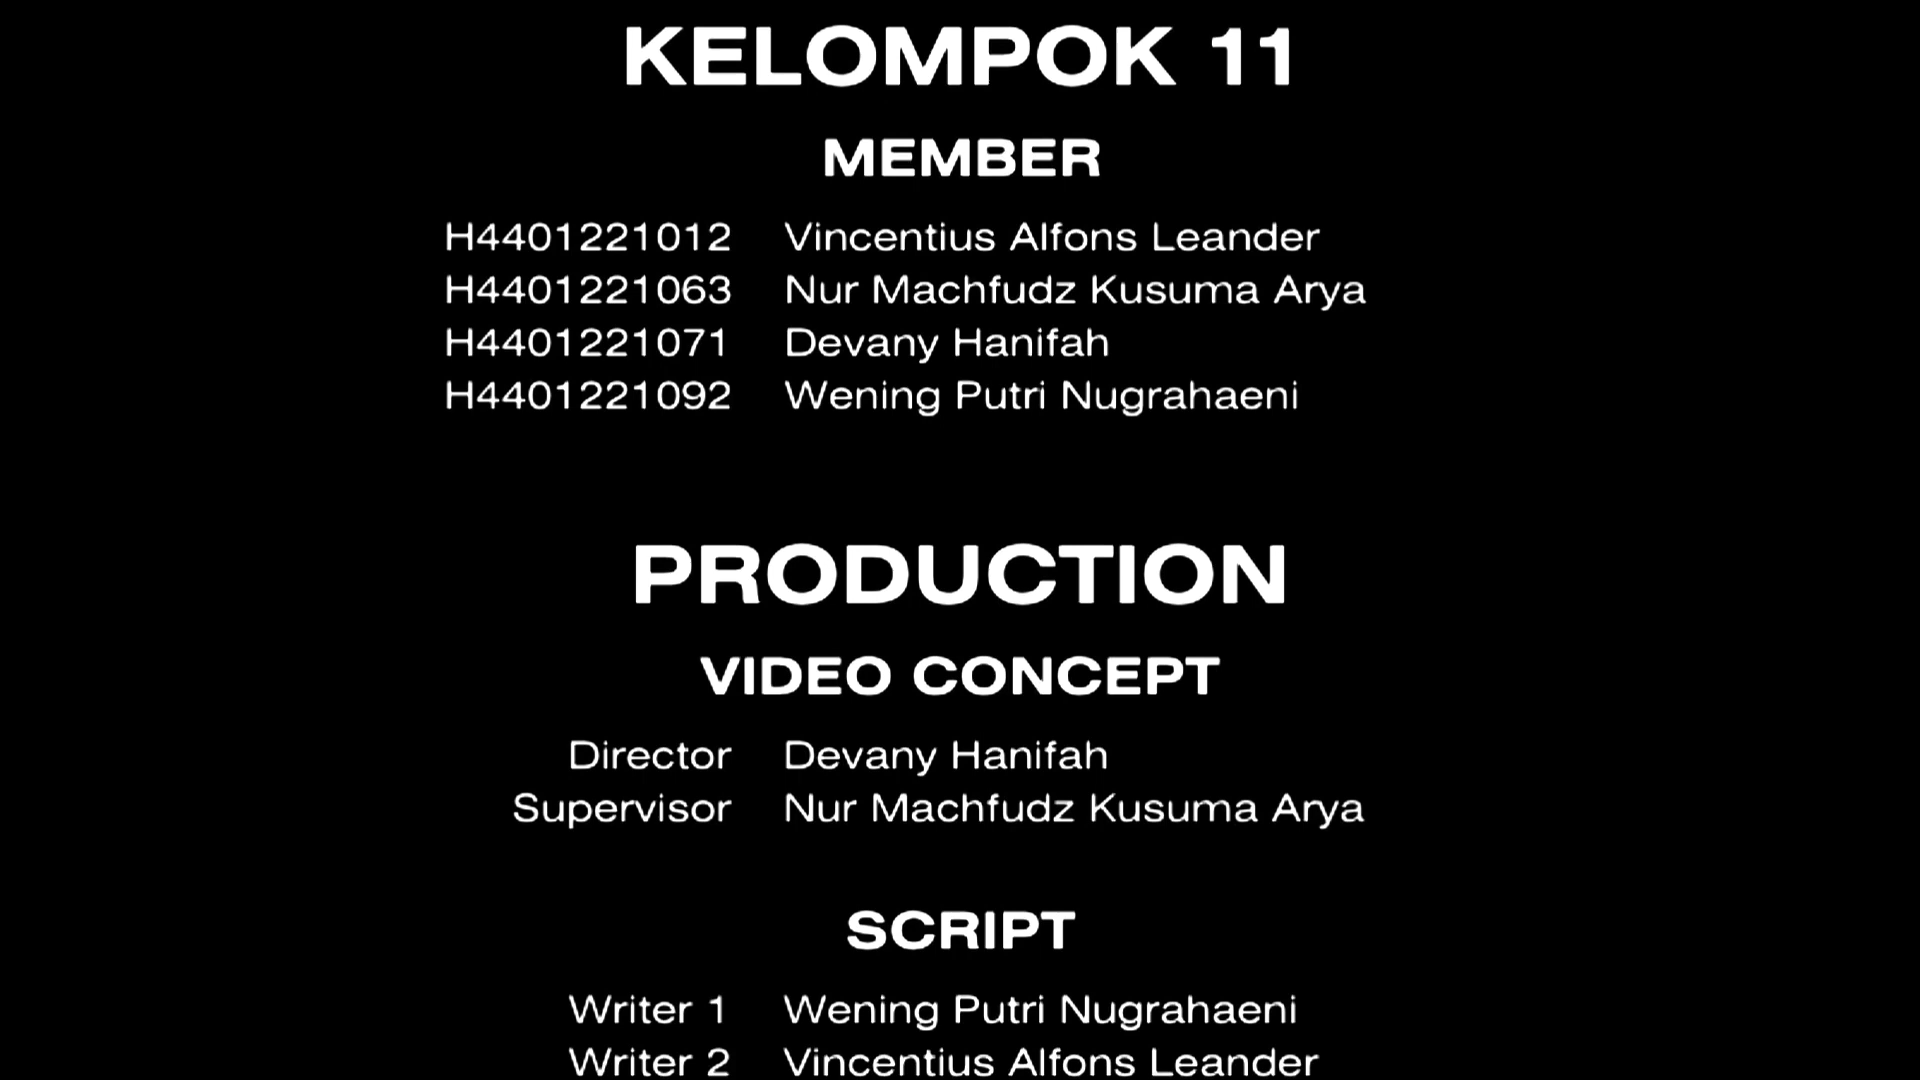 KELOMPOK 11
MEMBER
H4401221012 Vincentius Alfons Leander
H4401221063 Nur Machfudz Kusuma Arya
H4401221071 Devany Hanifah
H4401221092 Wening Putri Nugrahaeni
PRODUCTION
VIDEO CONCEPT
Director Devany Hanifah
Supervisor Nur Machfudz Kusuma Arya
SCRIPT
Writer 1 Wening Putri Nugrahaeni
Writer 2 Vincentius Alfons Leander